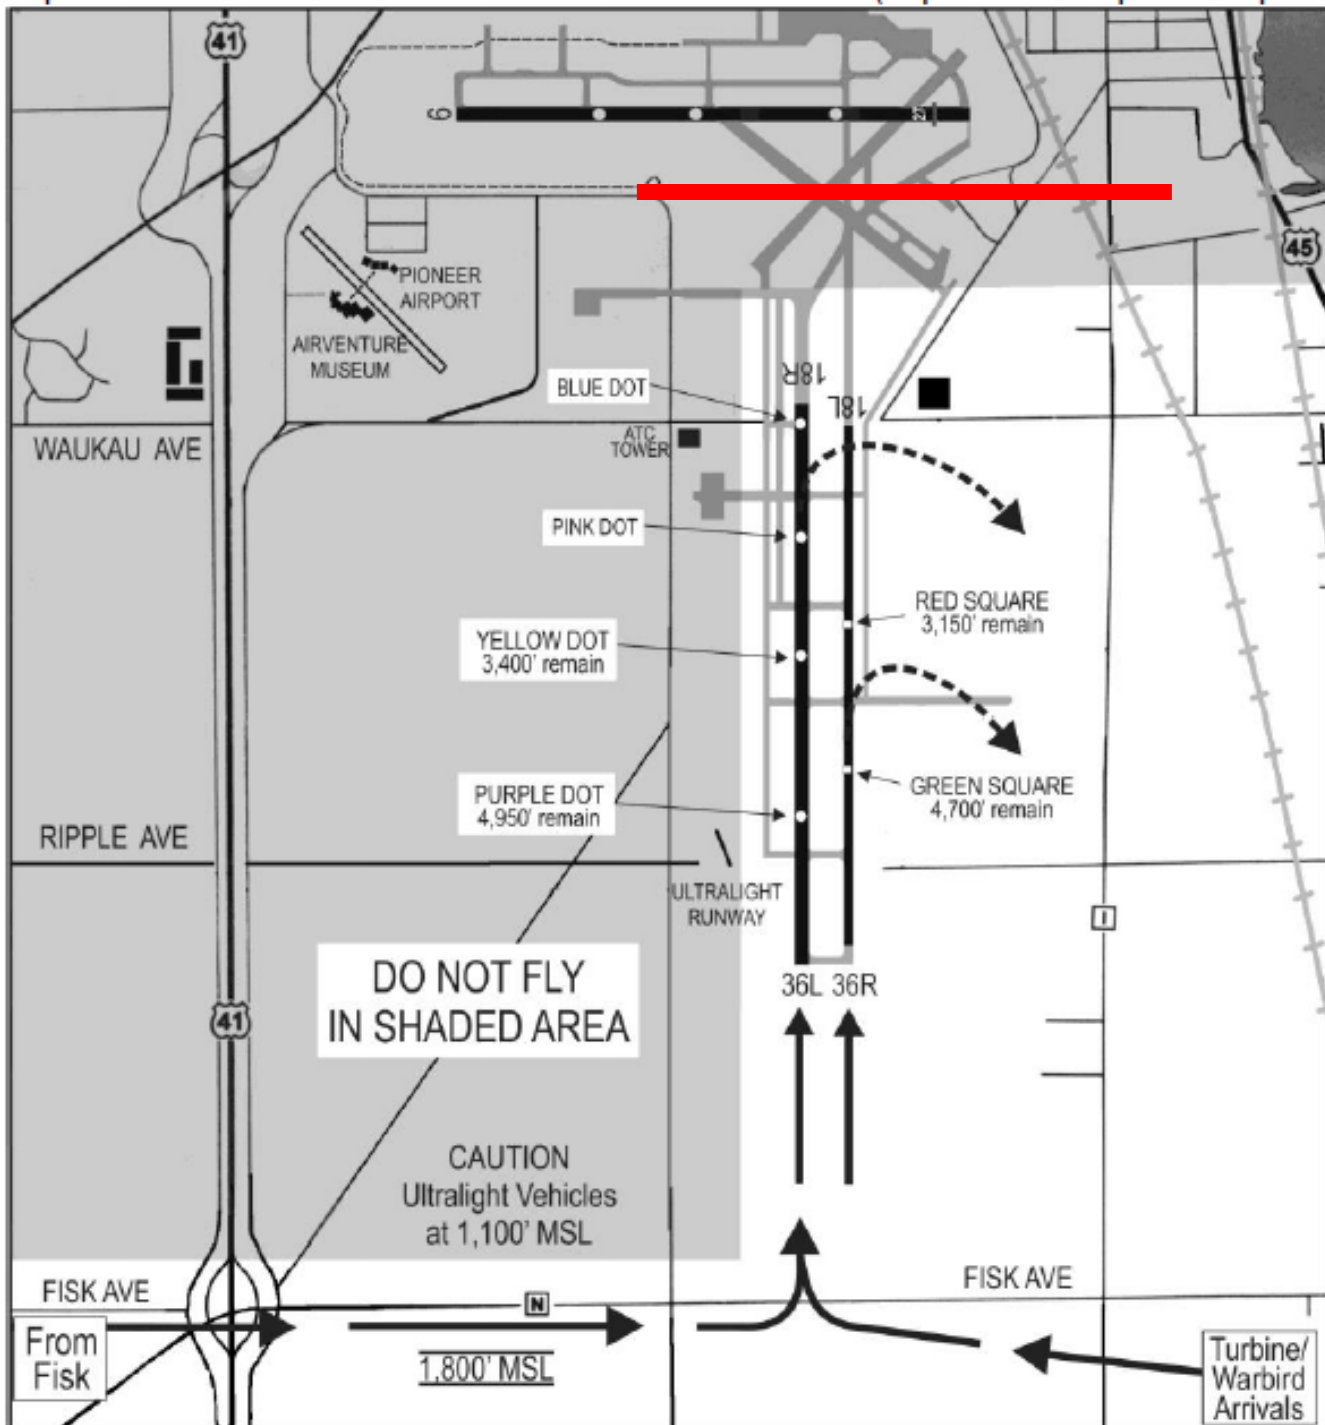 41
9
27
45
PIONEER
AIRPORT
AIRVENTURE
MUSEUM
18R
BLUE DOT
18L
WAUKAU AVE
ATC
TOWER
PINK DOT
RED SQUARE
3,150' remain
YELLOW DOT
3,400' remain
PURPLE DOT
4,950' remain
GREEN SQUARE
4,700' remain
RIPPLE AVE
ULTRALIGHT
RUNWAY
I
DO NOT FLY
IN SHADED AREA
36L 36R
41
CAUTION
Ultralight Vehicles
at 1,100' MSL
FISK AVE
FISK AVE
N
From
Fisk
1,800' MSL
Turbine/
Warbird
Arrivals